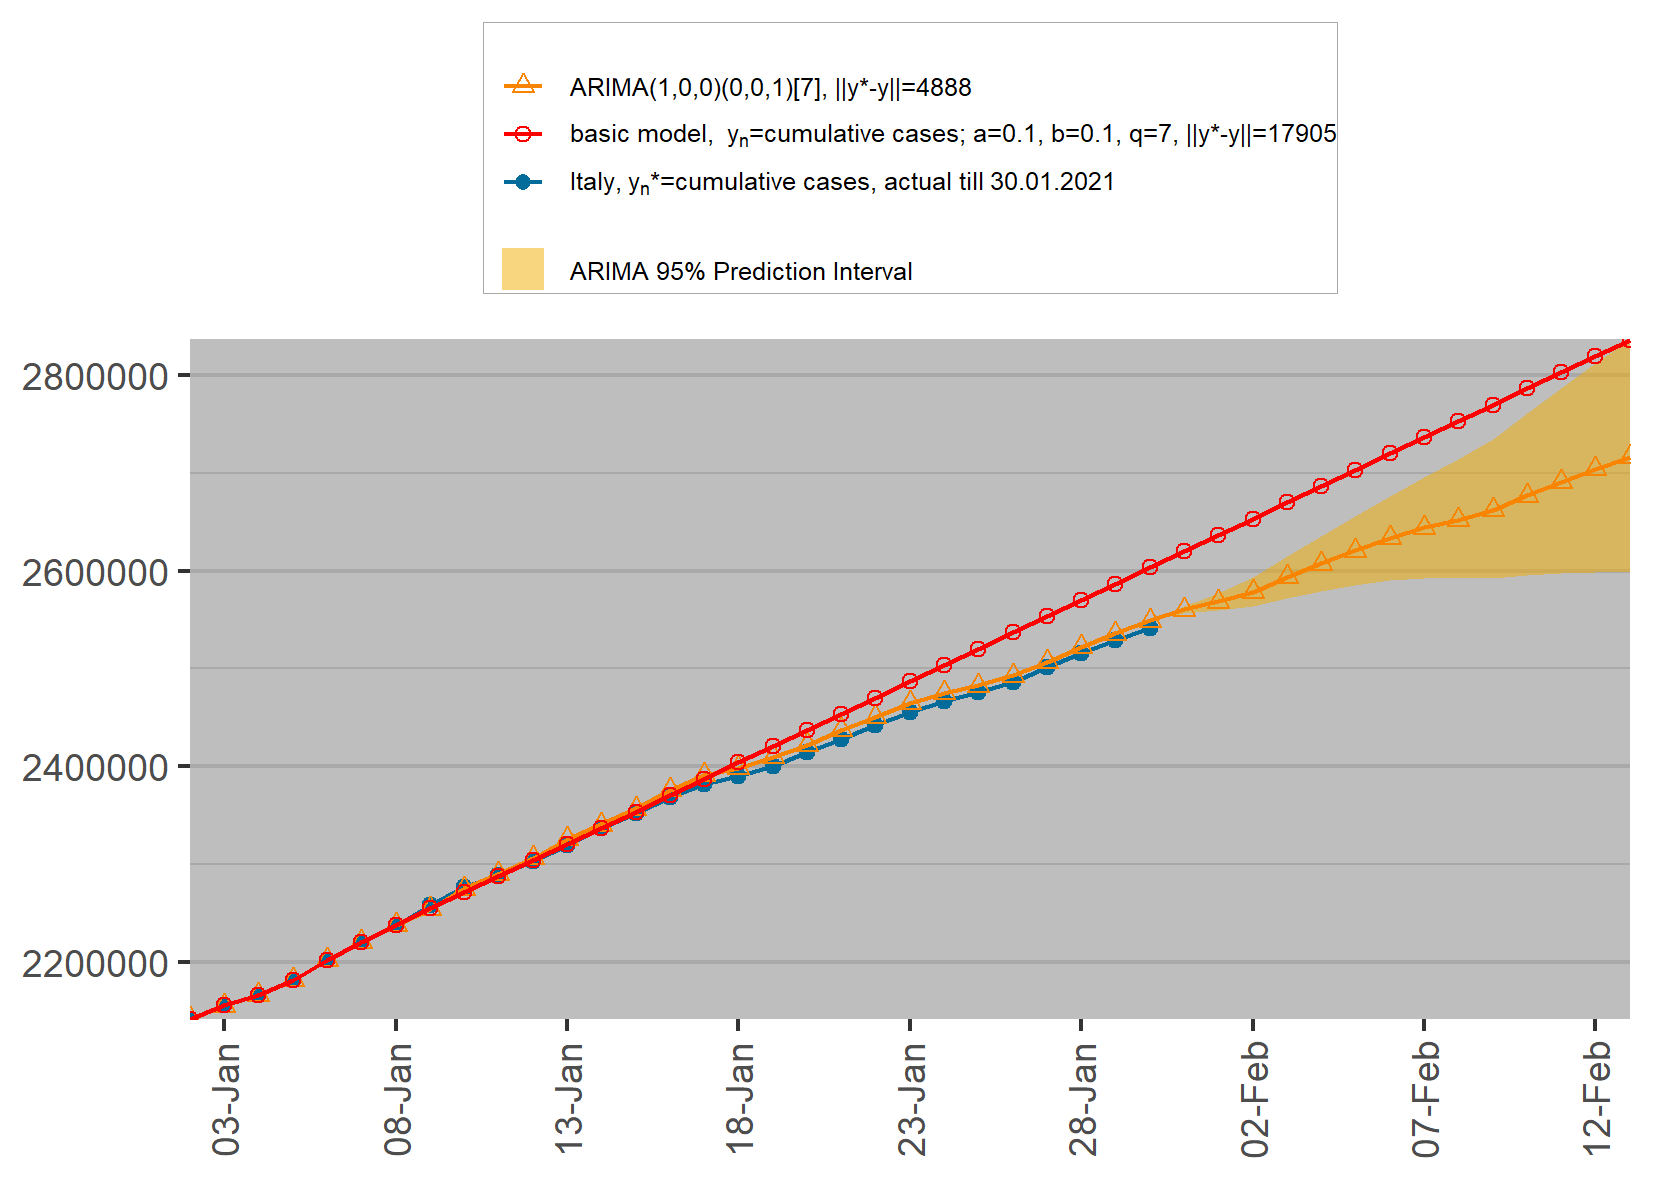 ARIMA(1,0,0)(0,0,1)[7], ||y*-y||=4888
basic model,  yn=cumulative cases; a=0.1, b=0.1, q=7, ||y*-y||=17905
Italy, yn*=cumulative cases, actual till 30.01.2021
ARIMA 95% Prediction Interval
2800000
2600000
2400000
2200000
03-Jan
08-Jan
13-Jan
18-Jan
23-Jan
28-Jan
02-Feb
07-Feb
12-Feb